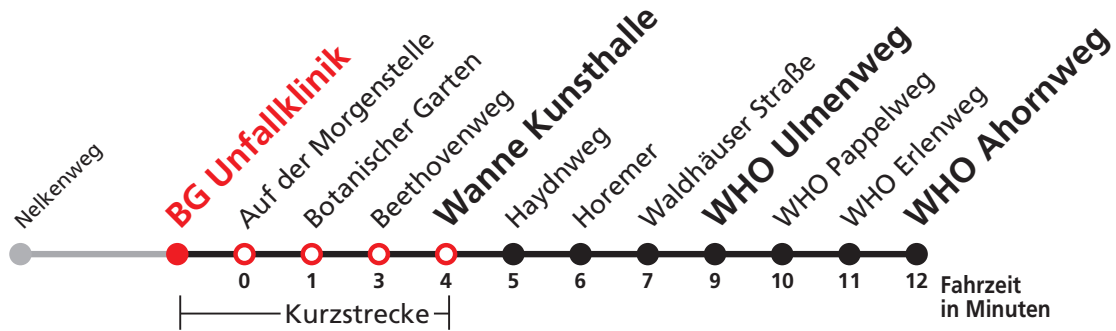 Nelkenweg
BG Unfallklinik
Auf der Morgenstelle
Botanischer Garten
Beethovenweg
Wanne Kunsthalle
Haydnweg
Horemer
Waldhäuser Straße
WHO Ulmenweg
WHO Pappelweg
WHO Erlenweg
WHO Ahornweg
0 1 3 4 5 6 7 9 10 11 12
Fahrzeit
in Minuten
Kurzstrecke